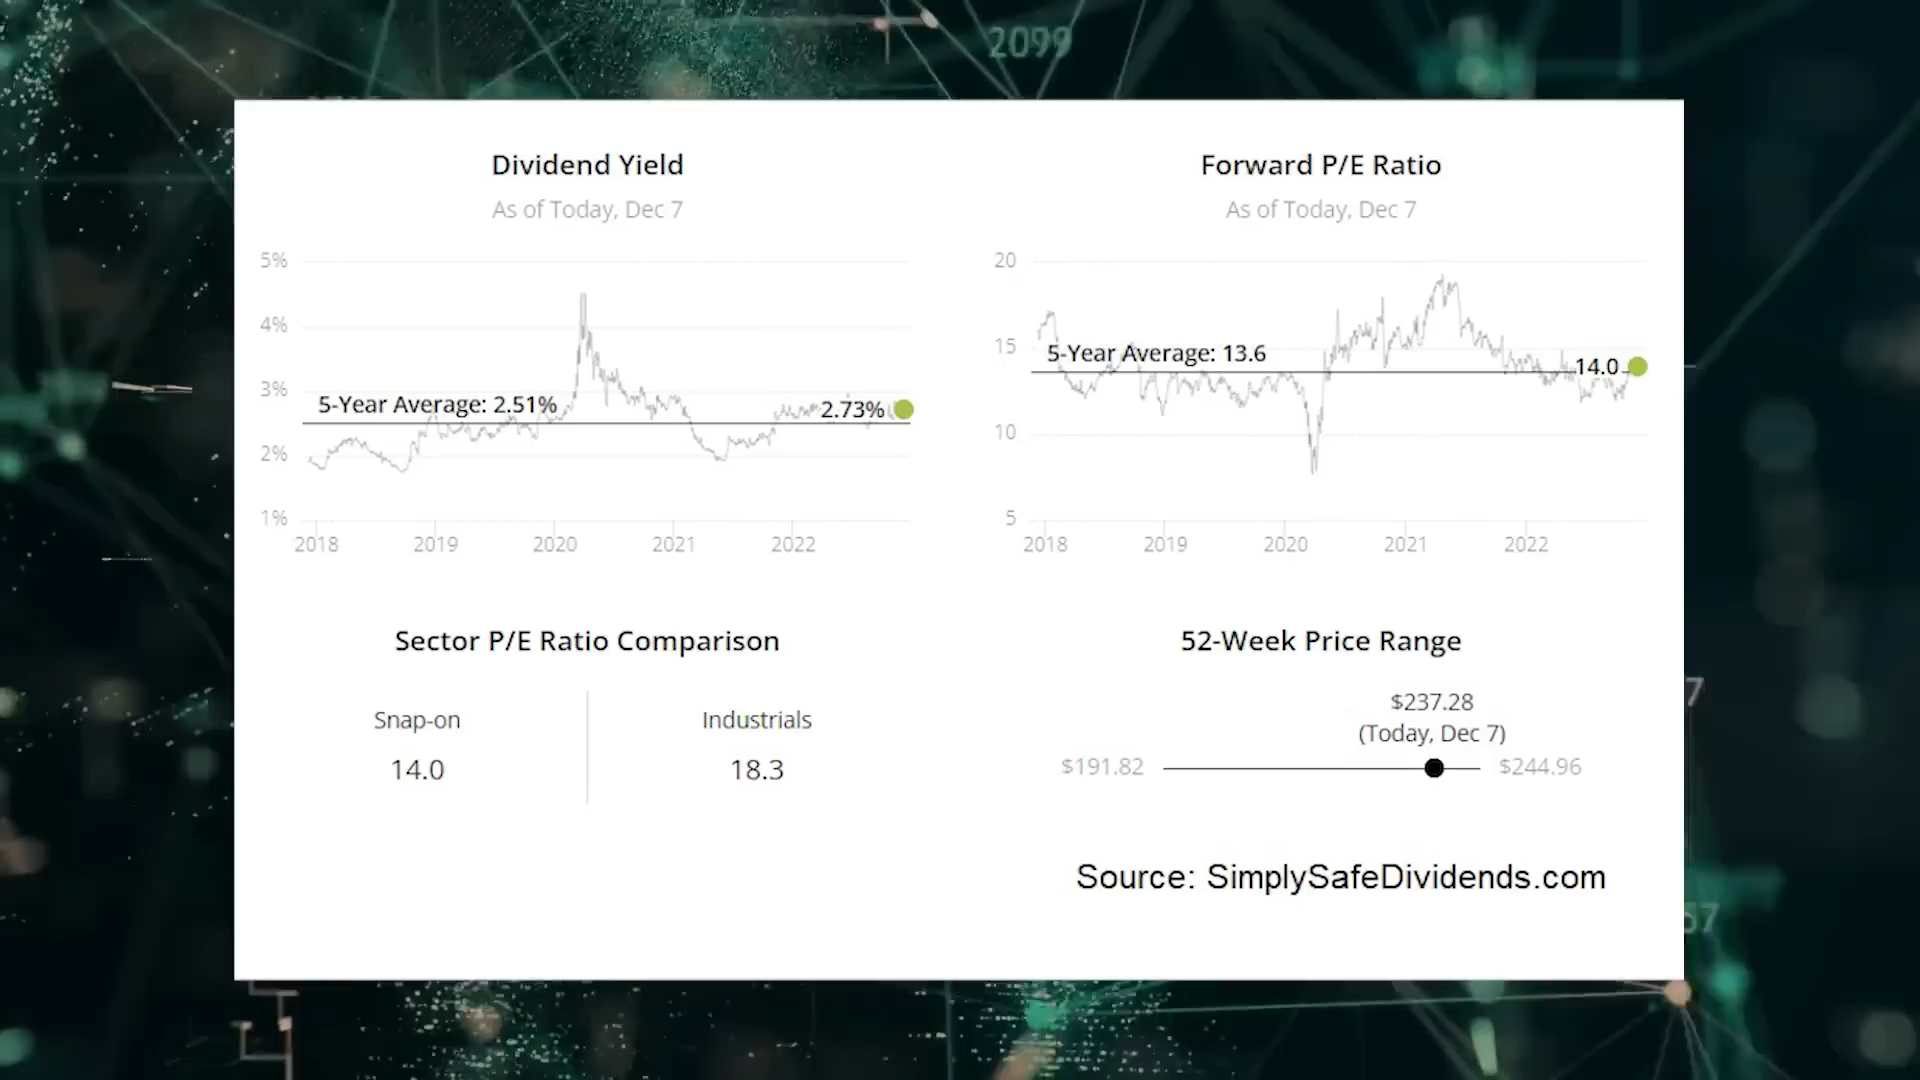 2099
Dividend Yield
As of Today, Dec 7
5%
4%
3%
2%
1%
5-Year Average: 2.51%
2.73%
2018 2019 2020 2021 2022
Forward P/E Ratio
As of Today, Dec 7
20
15
10
5
5-Year Average: 13.6
14.0
2018 2019 2020 2021 2022
Sector P/E Ratio Comparison
Snap-on
14.0
Industrials
18.3
52-Week Price Range
$237.28
(Today, Dec 7)
$191.82
$244.96
Source: SimplySafeDividends.com
7
57